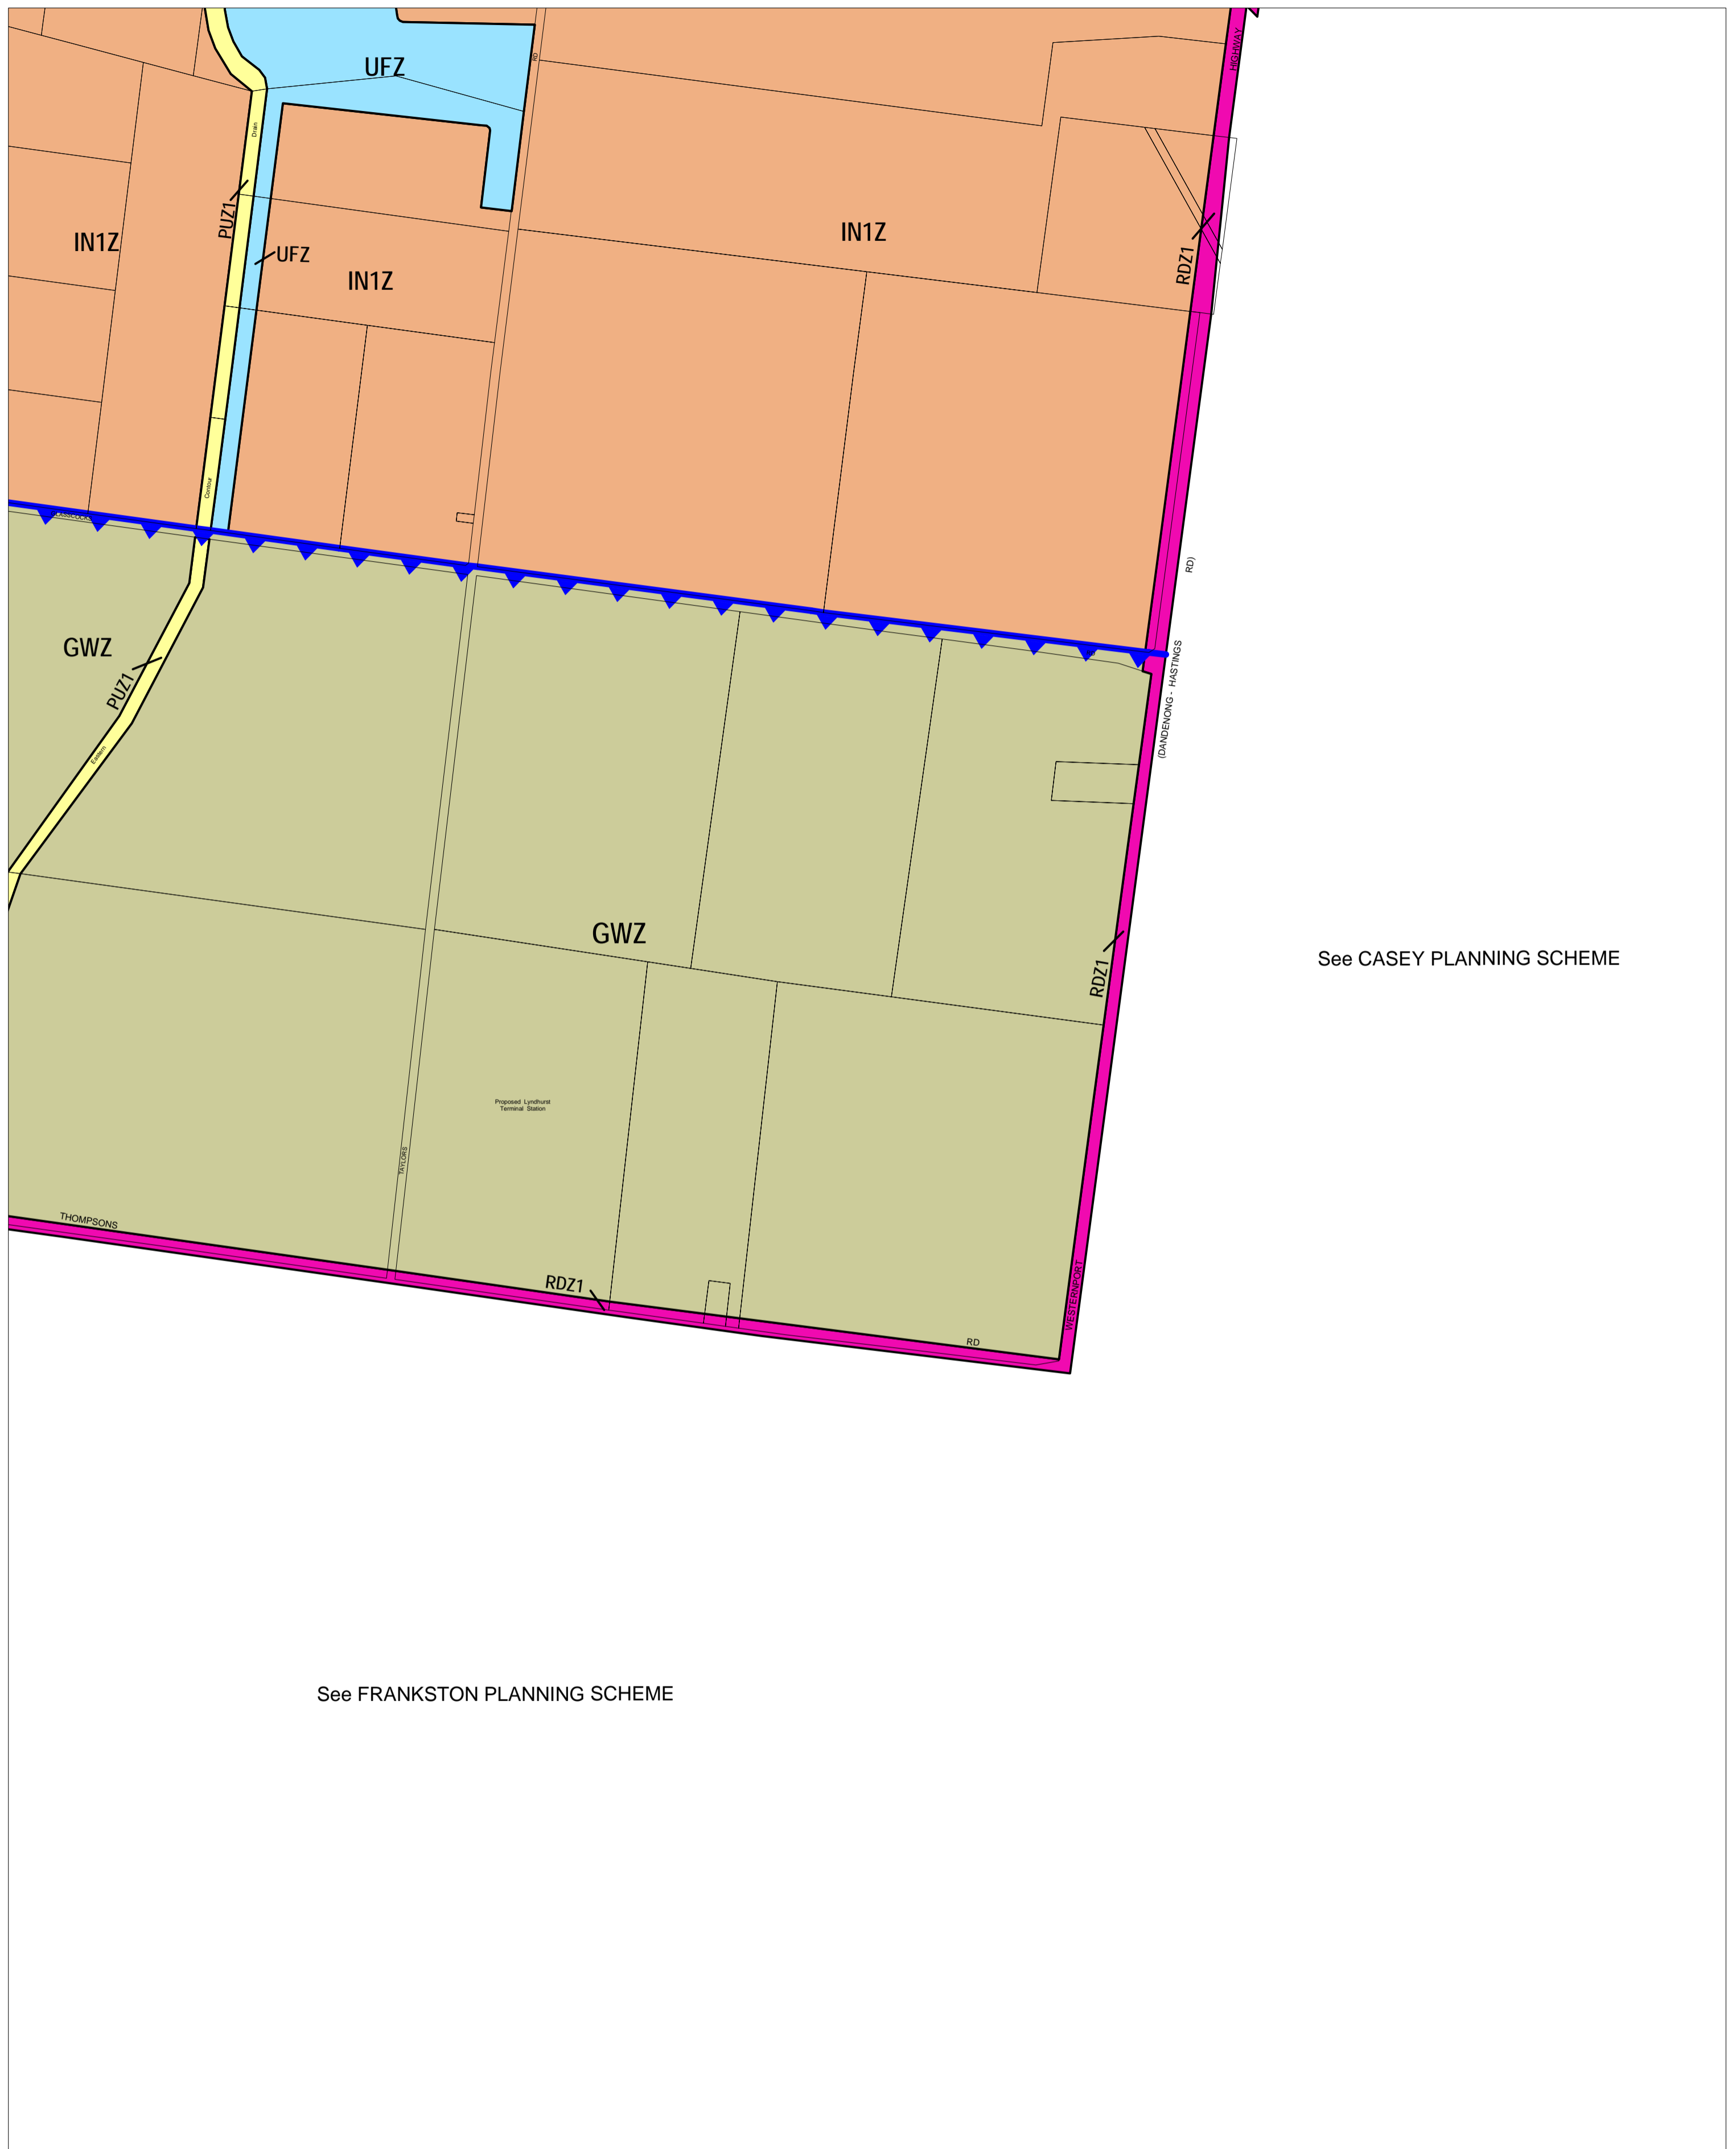 HIGHWAY
RD
UFZ
Drain
PUZ1
IN1Z
UFZ
IN1Z
IN1Z
RDZ1
Contour
RD)
GWZ
PUZ1
(DANDENONG - HASTINGS
Eastern
GWZ
RDZ1
See CASEY PLANNING SCHEME
Proposed Lyndhurst
Terminal Station
TAYLORS
THOMPSONS
RDZ1
WESTERNPORT
RD
See FRANKSTON PLANNING SCHEME